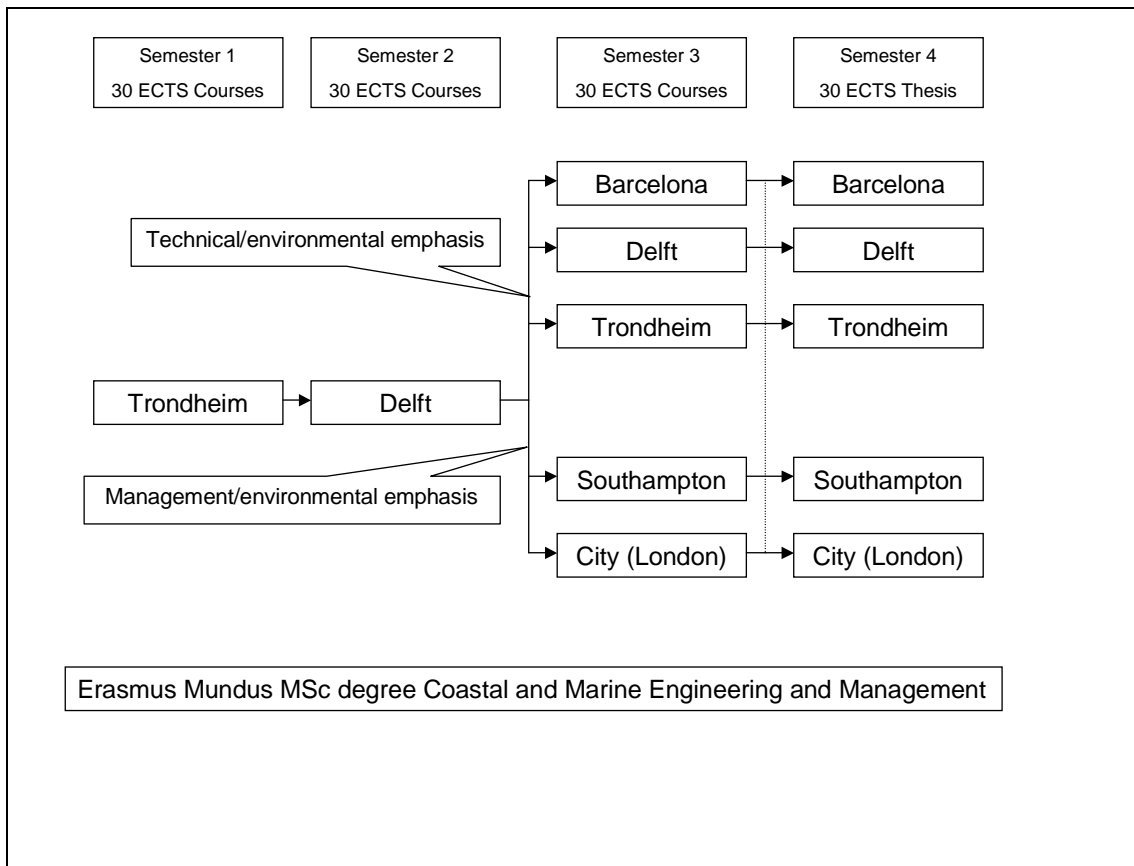 Semester 1
30 ECTS Courses
Semester 2
30 ECTS Courses
Semester 3
30 ECTS Courses
Semester 4
30 ECTS Thesis
Barcelona
Barcelona
Technical/environmental emphasis
Delft
Delft
Trondheim
Trondheim
Trondheim
Delft
Management/environmental emphasis
Southampton
Southampton
City (London)
City (London)
Erasmus Mundus MSc degree Coastal and Marine Engineering and Management